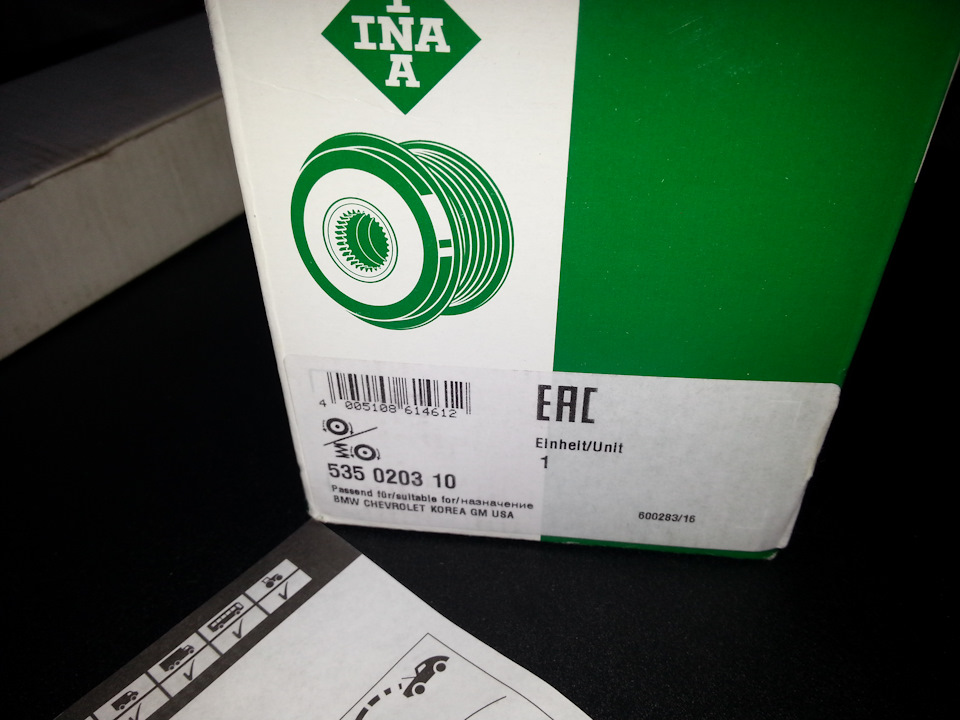 I
INA
A
4 005108 614612
EAC
Einheit/Unit
1
535 0203 10
Passend für/suitable for/назначение
BMW CHEVROLET KOREA GM USA
600283/16